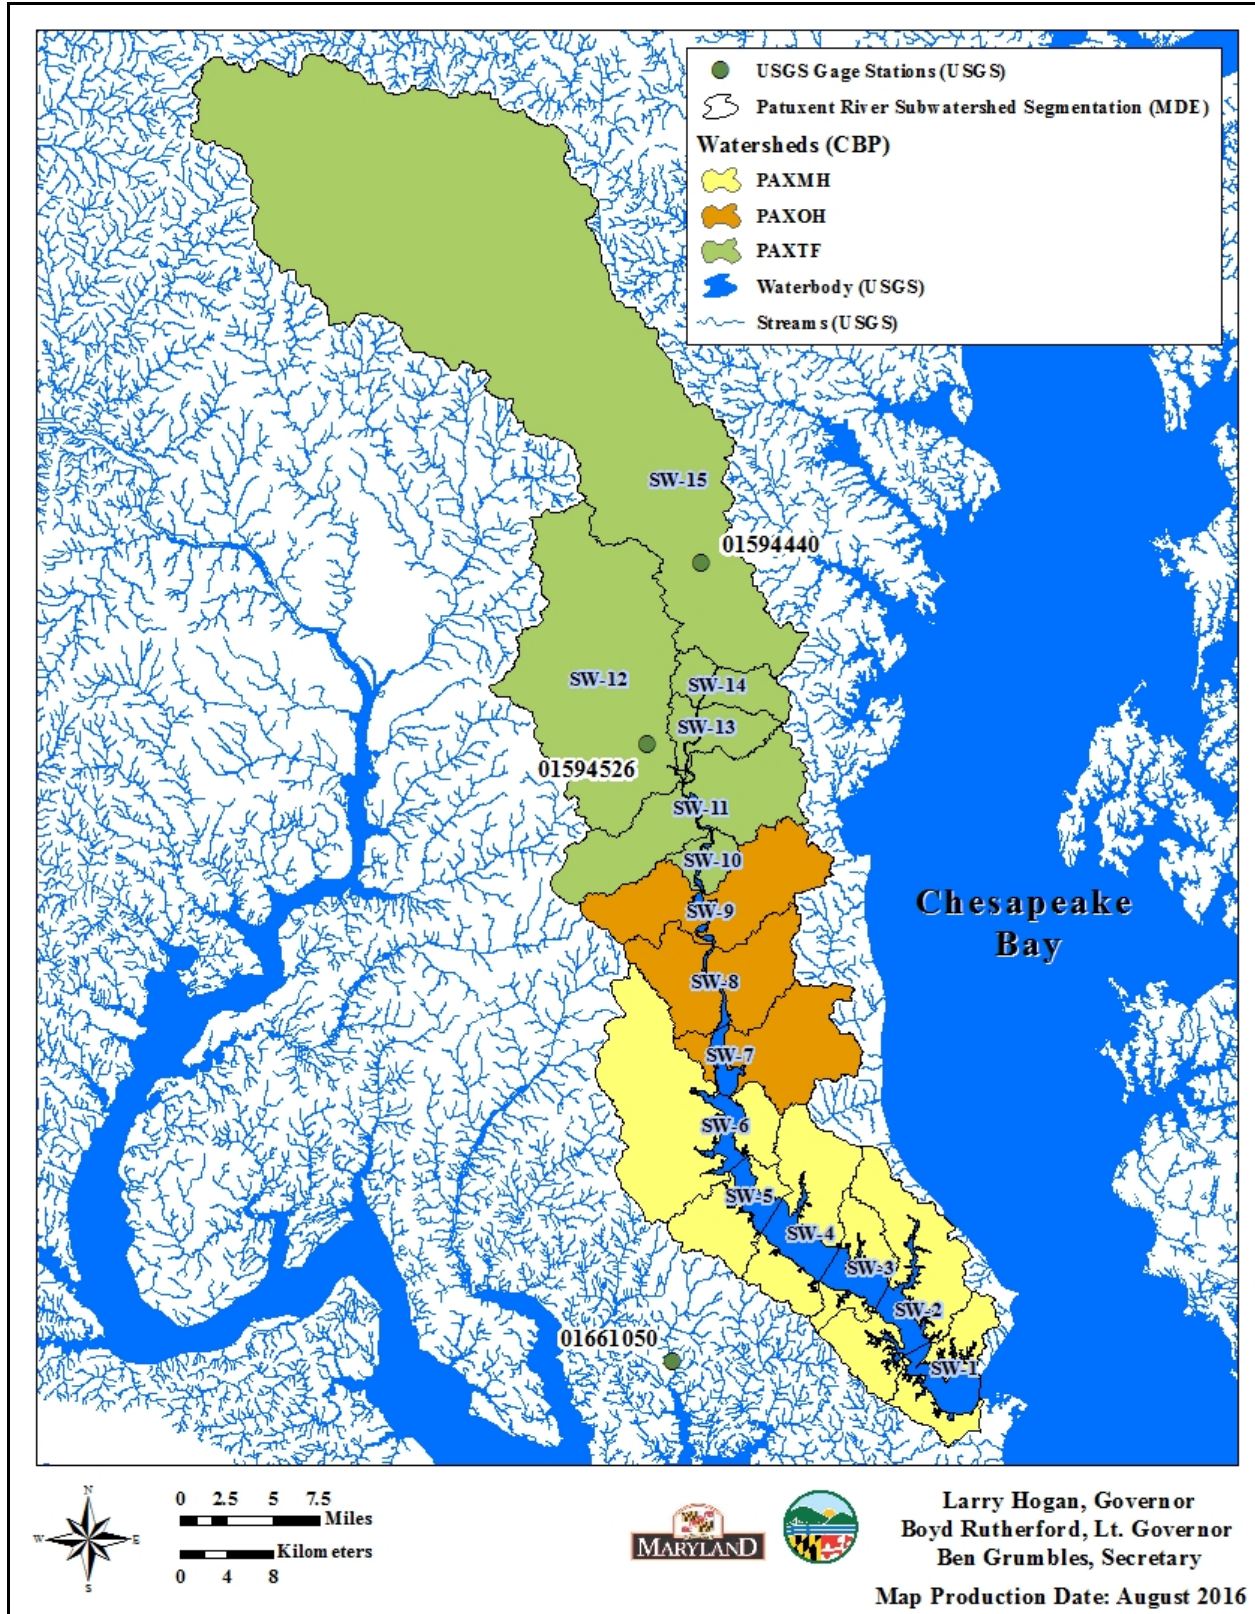 USGS Gage Stations (USGS)
Patuxent River Subwatershed Segmentation (MDE)
Watersheds (CBP)
PAXMH
PAXOH
PAXTF
Waterbody (USGS)
Streams (USGS)
SW-15
01594440
SW-12
SW-14
SW-13
01594526
SW-11
SW-10
SW-9
Chesapeake
Bay
SW-8
SW-7
SW-6
SW-5
SW-4
SW-3
SW-2
01661050
SW-1
N
W E
S
0 2.5 5 7.5
Miles
Kilometers
0 4 8
MARYLAND
Larry Hogan, Governor
Boyd Rutherford, Lt. Governor
Ben Grumbles, Secretary
Map Production Date: August 2016